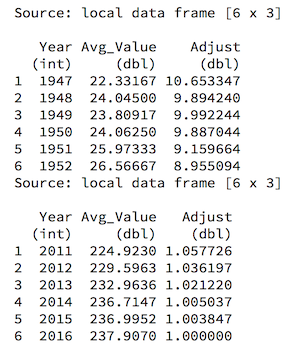 Source: local data frame [6 x 3]
Year Avg_Value Adjust
(int) (dbl) (dbl)
1 1947 22.33167 10.653347
2 1948 24.04500 9.894240
3 1949 23.80917 9.992244
4 1950 24.06250 9.887044
5 1951 25.97333 9.159664
6 1952 26.56667 8.955094
Source: local data frame [6 x 3]
Year Avg_Value Adjust
(int) (dbl) (dbl)
1 2011 224.9230 1.057726
2 2012 229.5963 1.036197
3 2013 232.9636 1.021220
4 2014 236.7147 1.005037
5 2015 236.9952 1.003847
6 2016 237.9070 1.000000